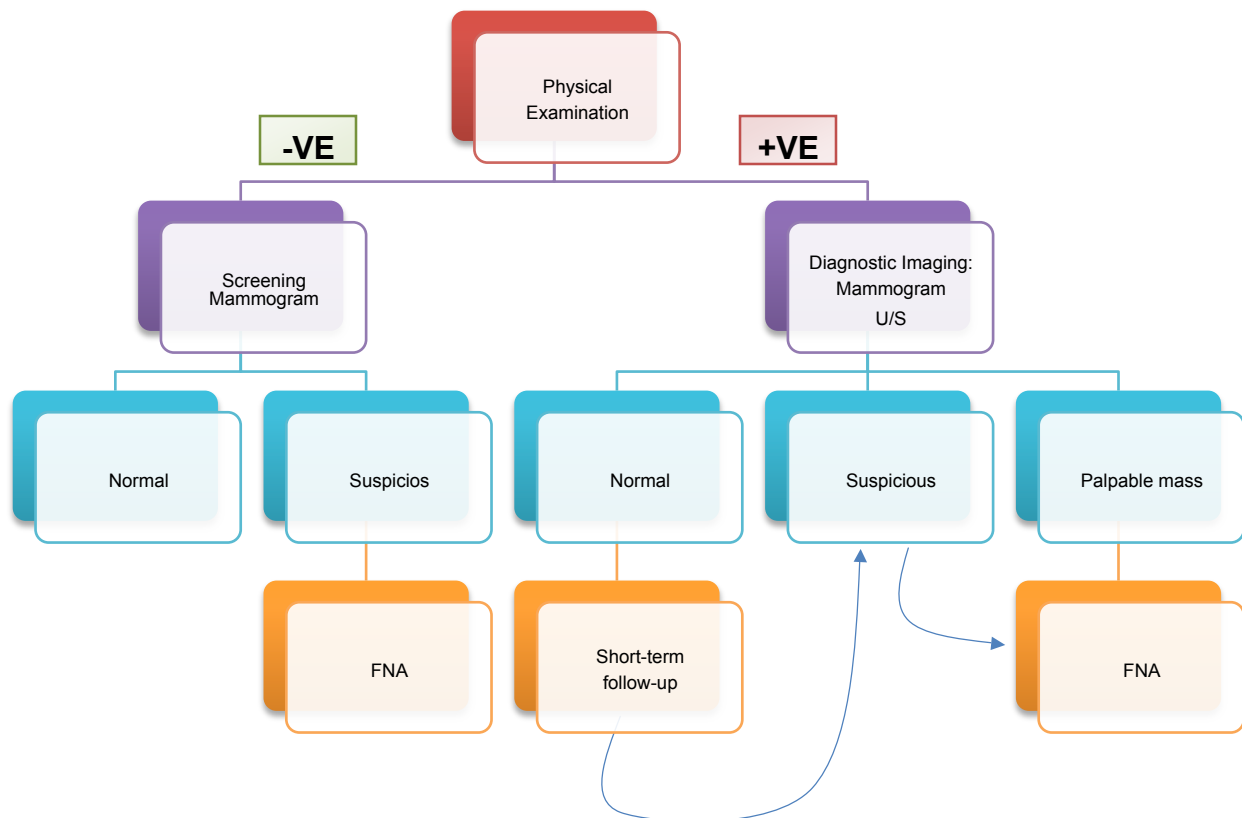 Physical
Examination
-VE
+VE
Screening
Mammogram
Diagnostic Imaging:
Mammogram
U/S
Normal
Suspicios
Normal
Suspicious
Palpable mass
FNA
Short-term
follow-up
FNA